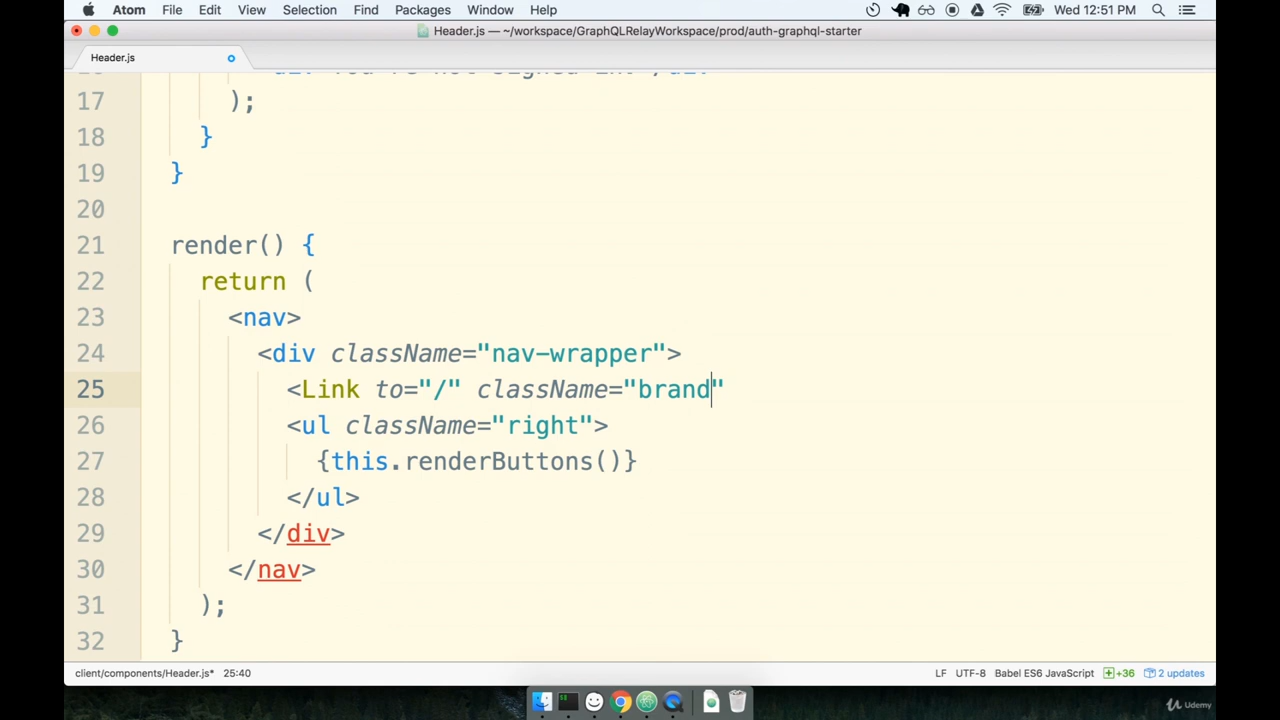 Atom File Edit View Selection Find Packages Window Help Wed 12:51 PM
Header.js — ~/workspace/GraphQLRelayWorkspace/prod/auth-graphql-starter
Header.js
17 );
18 }
19 }
20
21 render() {
22 return (
23 <nav>
24 <div className="nav-wrapper">
25 <Link to="/" className="brand"
26 <ul className="right">
27 {this.renderButtons()}
28 </ul>
29 </div>
30 </nav>
31 );
32 }
client/components/Header.js* 25:40 LF UTF-8 Babel ES6 JavaScript +36 2 updates
Udemy